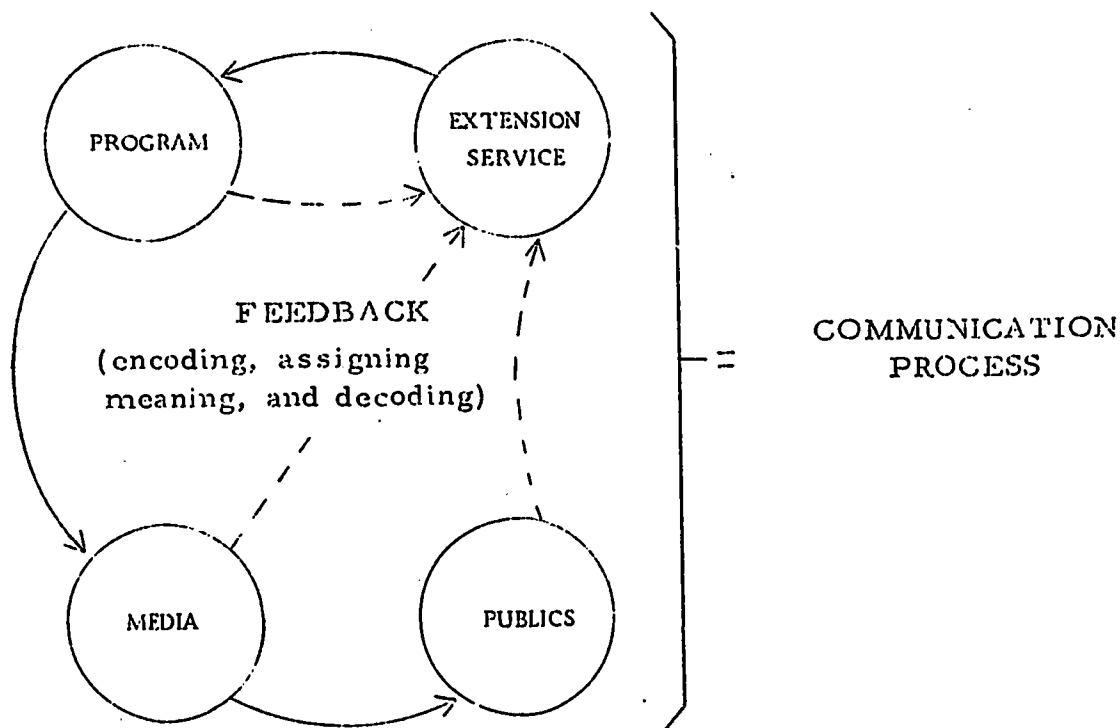 PROGRAM
EXTENSION
SERVICE
FEEDBACK
(encoding, assigning
meaning, and decoding)
=
COMMUNICATION
PROCESS
MEDIA
PUBLICS